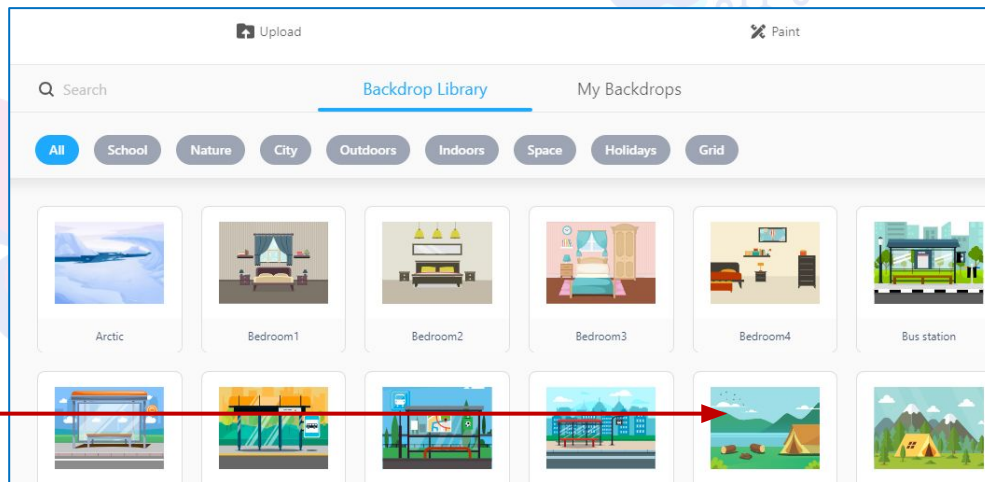 Upload
Paint
Search
Backdrop Library
My Backdrops
All
School
Nature
City
Outdoors
Indoors
Space
Holidays
Grid
Arctic
Bedroom1
Bedroom2
Bedroom3
Bedroom4
Bus station